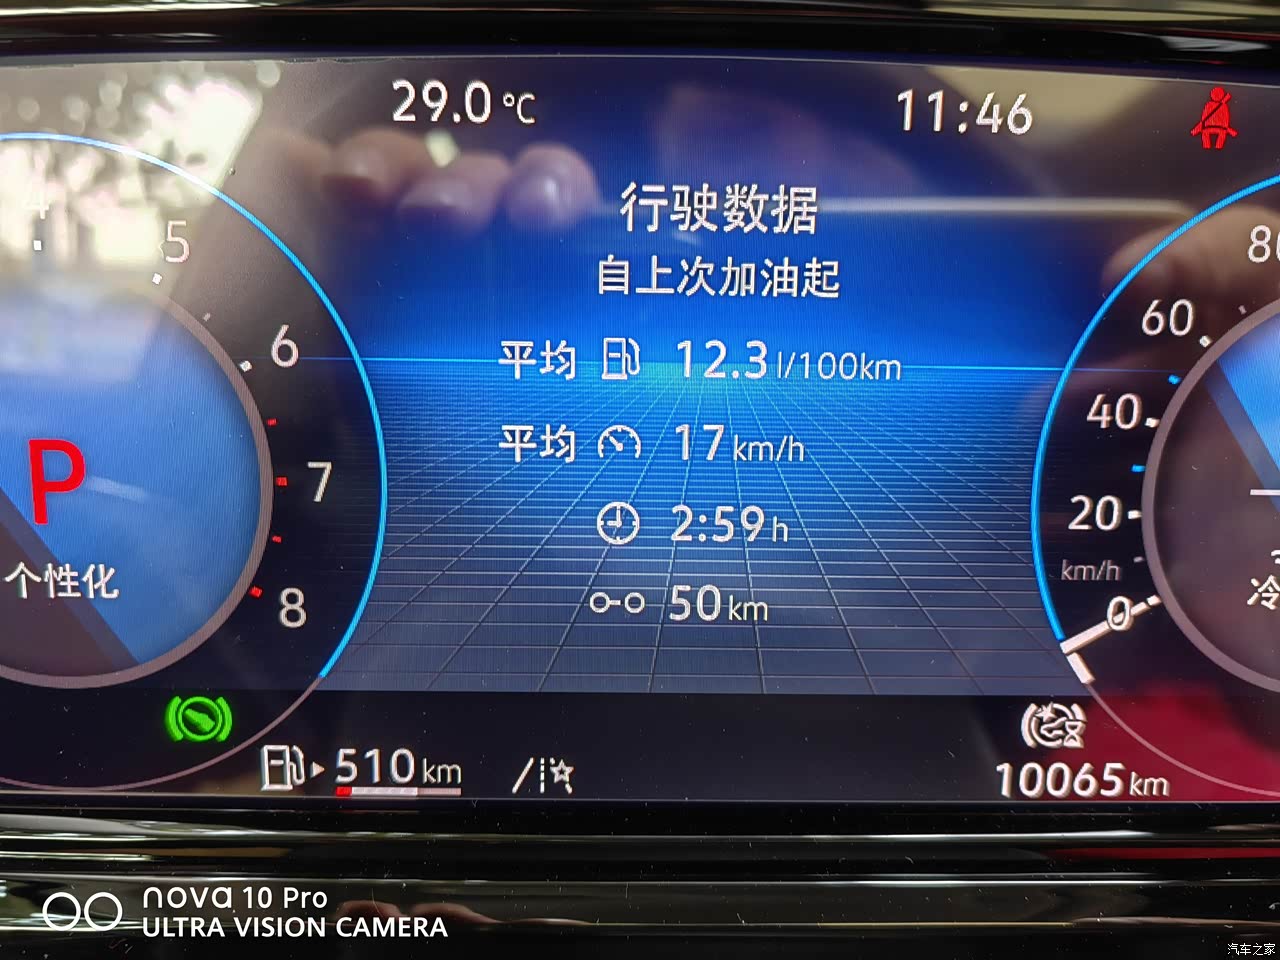 29.0 °C
11:46
行驶数据
自上次加油起
平均 12.3 l/100km
平均 17 km/h
2:59 h
50 km
4
5
6
7
8
P
个性化
80
60
40
20
km/h
0
冷
510 km
10065 km
nova 10 Pro
ULTRA VISION CAMERA
汽车之家